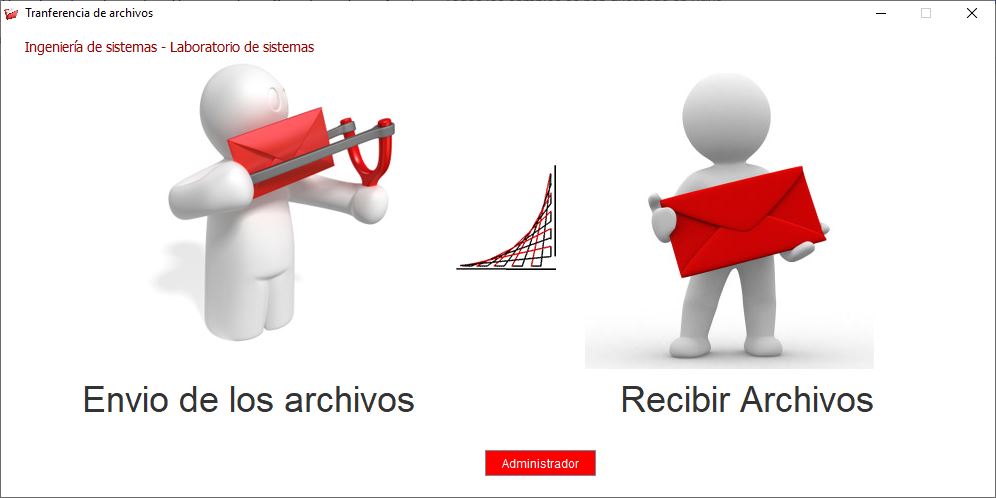 Tranferencia de archivos
Ingeniería de sistemas - Laboratorio de sistemas
Envio de los archivos
Recibir Archivos
Administrador